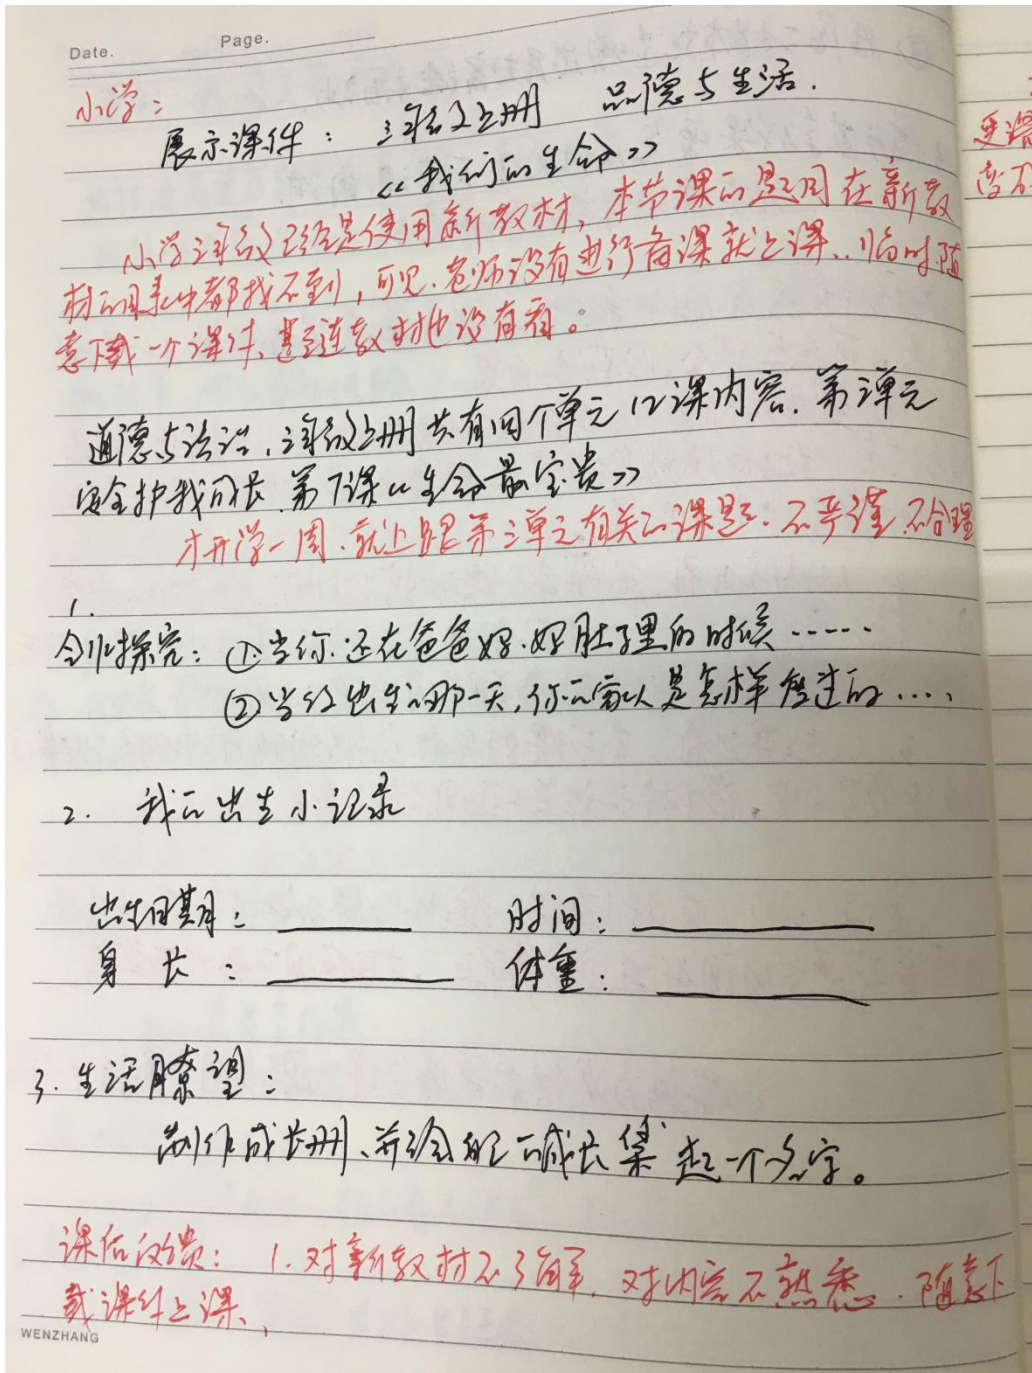 Date. Page.
小学：
展示课件： 三年级上册 品德与生活.
《我们的生命》
小学三年级已经是使用新教材，本节课的题目在新教
材的目录中都找不到，可见.老师没有进行备课就上课、临时随
意下载一个课件、甚至连教材也没有看。
道德与法治，三年级上册共有四个单元12课内容.第三单元
安全护我成长.第7课《生命最宝贵》
才开学一周、就上跟第三单元有关的课题、不严谨.不合理
1.
合作探究：①当你还在爸爸妈妈肚子里的时候……
②当你出生的那一天，你的家人是怎样度过的……
2. 我的出生小记录
出生日期： 时间：
身长： 体重：
3.生活瞭望：
制作成长册、并给自己的成长集起一个名字。
课后反馈： 1.对新教材不了解，对内容不熟悉.随意下
载课件上课、
WENZHANG